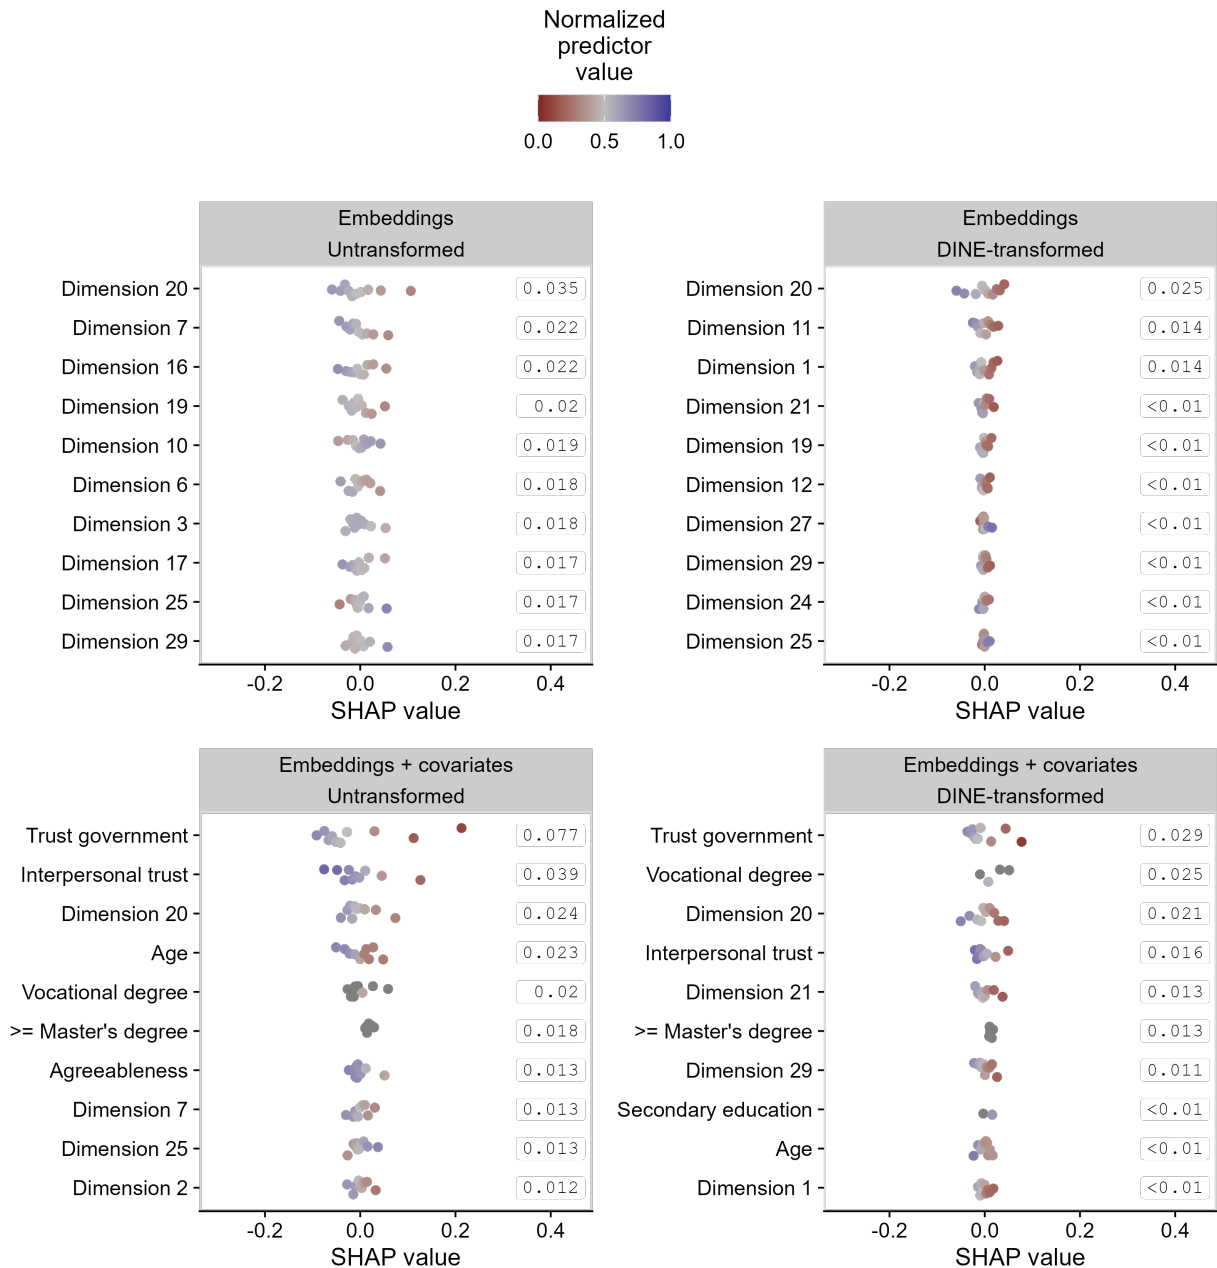 Normalized
predictor
value
0.0 0.5 1.0
Embeddings
Untransformed
Dimension 20 0.035
Dimension 7 0.022
Dimension 16 0.022
Dimension 19 0.02
Dimension 10 0.019
Dimension 6 0.018
Dimension 3 0.018
Dimension 17 0.017
Dimension 25 0.017
Dimension 29 0.017
-0.2 0.0 0.2 0.4
SHAP value
Embeddings
DINE-transformed
Dimension 20 0.025
Dimension 11 0.014
Dimension 1 0.014
Dimension 21 <0.01
Dimension 19 <0.01
Dimension 12 <0.01
Dimension 27 <0.01
Dimension 29 <0.01
Dimension 24 <0.01
Dimension 25 <0.01
-0.2 0.0 0.2 0.4
SHAP value
Embeddings + covariates
Untransformed
Trust government 0.077
Interpersonal trust 0.039
Dimension 20 0.024
Age 0.023
Vocational degree 0.02
>= Master's degree 0.018
Agreeableness 0.013
Dimension 7 0.013
Dimension 25 0.013
Dimension 2 0.012
-0.2 0.0 0.2 0.4
SHAP value
Embeddings + covariates
DINE-transformed
Trust government 0.029
Vocational degree 0.025
Dimension 20 0.021
Interpersonal trust 0.016
Dimension 21 0.013
>= Master's degree 0.013
Dimension 29 0.011
Secondary education <0.01
Age <0.01
Dimension 1 <0.01
-0.2 0.0 0.2 0.4
SHAP value